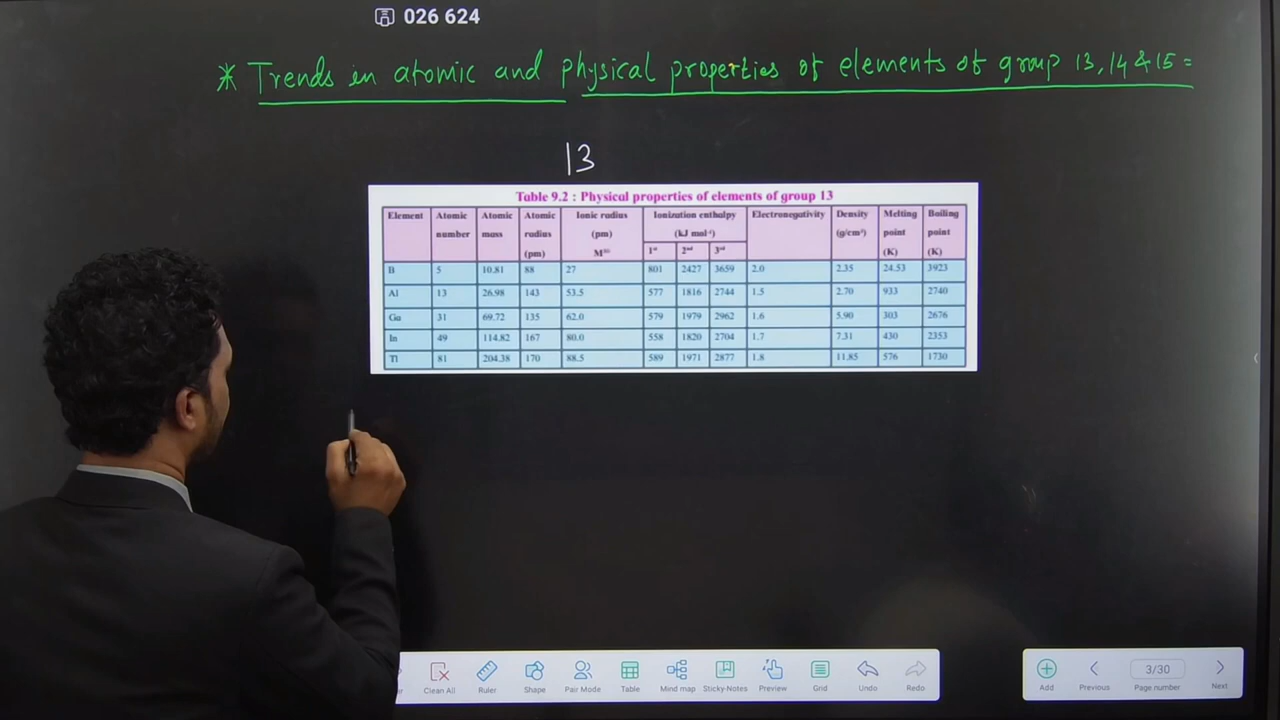 026 624
* Trends in atomic and physical properties of elements of group 13, 14 & 15 =
13
Table 9.2 : Physical properties of elements of group 13
Element Atomic number Atomic mass Atomic radius (pm) Ionic radius (pm) M³⁺ Ionization enthalpy (kJ mol⁻¹) 1st 2nd 3rd Electronegativity Density (g/cm³) Melting point (K) Boiling point (K)
B 5 10.81 88 27 801 2427 3659 2.0 2.35 24.53 3923
Al 13 26.98 143 53.5 577 1816 2744 1.5 2.70 933 2740
Ga 31 69.72 135 62.0 579 1979 2962 1.6 5.90 303 2676
In 49 114.82 167 80.0 558 1820 2704 1.7 7.31 430 2353
Tl 81 204.38 170 88.5 589 1971 2877 1.8 11.85 576 1730
Clean All Ruler Shape Pair Mode Table Mind map Sticky-Notes Preview Grid Undo Redo
Add Previous 3/30 Page number Next